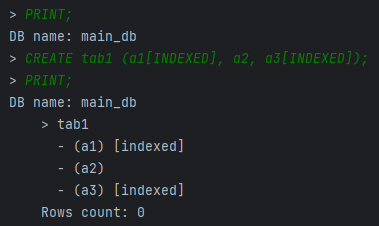 > PRINT;
DB name: main_db
> CREATE tab1 (a1[INDEXED], a2, a3[INDEXED]);
> PRINT;
DB name: main_db
    > tab1
      - (a1) [indexed]
      - (a2)
      - (a3) [indexed]
    Rows count: 0